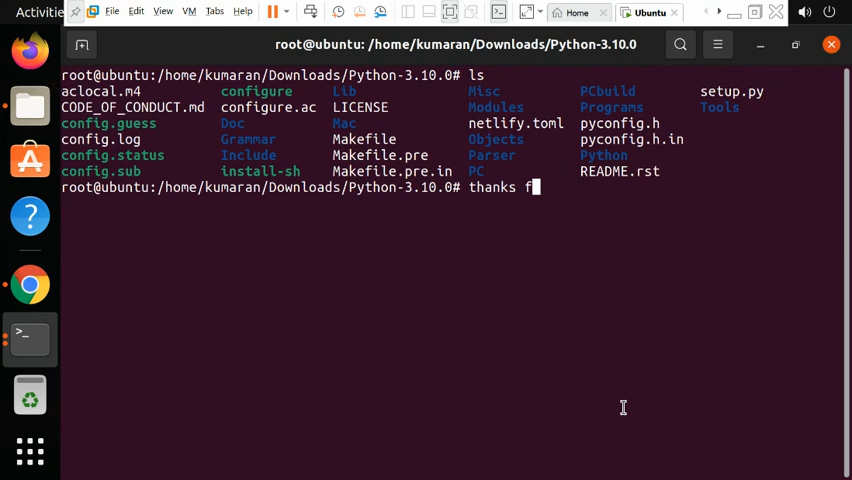 Activitie File Edit View VM Tabs Help Home Ubuntu
root@ubuntu: /home/kumaran/Downloads/Python-3.10.0
root@ubuntu:/home/kumaran/Downloads/Python-3.10.0# ls
aclocal.m4 configure Lib Misc PCbuild setup.py
CODE_OF_CONDUCT.md configure.ac LICENSE Modules Programs Tools
config.guess Doc Mac netlify.toml pyconfig.h
config.log Grammar Makefile Objects pyconfig.h.in
config.status Include Makefile.pre Parser Python
config.sub install-sh Makefile.pre.in PC README.rst
root@ubuntu:/home/kumaran/Downloads/Python-3.10.0# thanks f